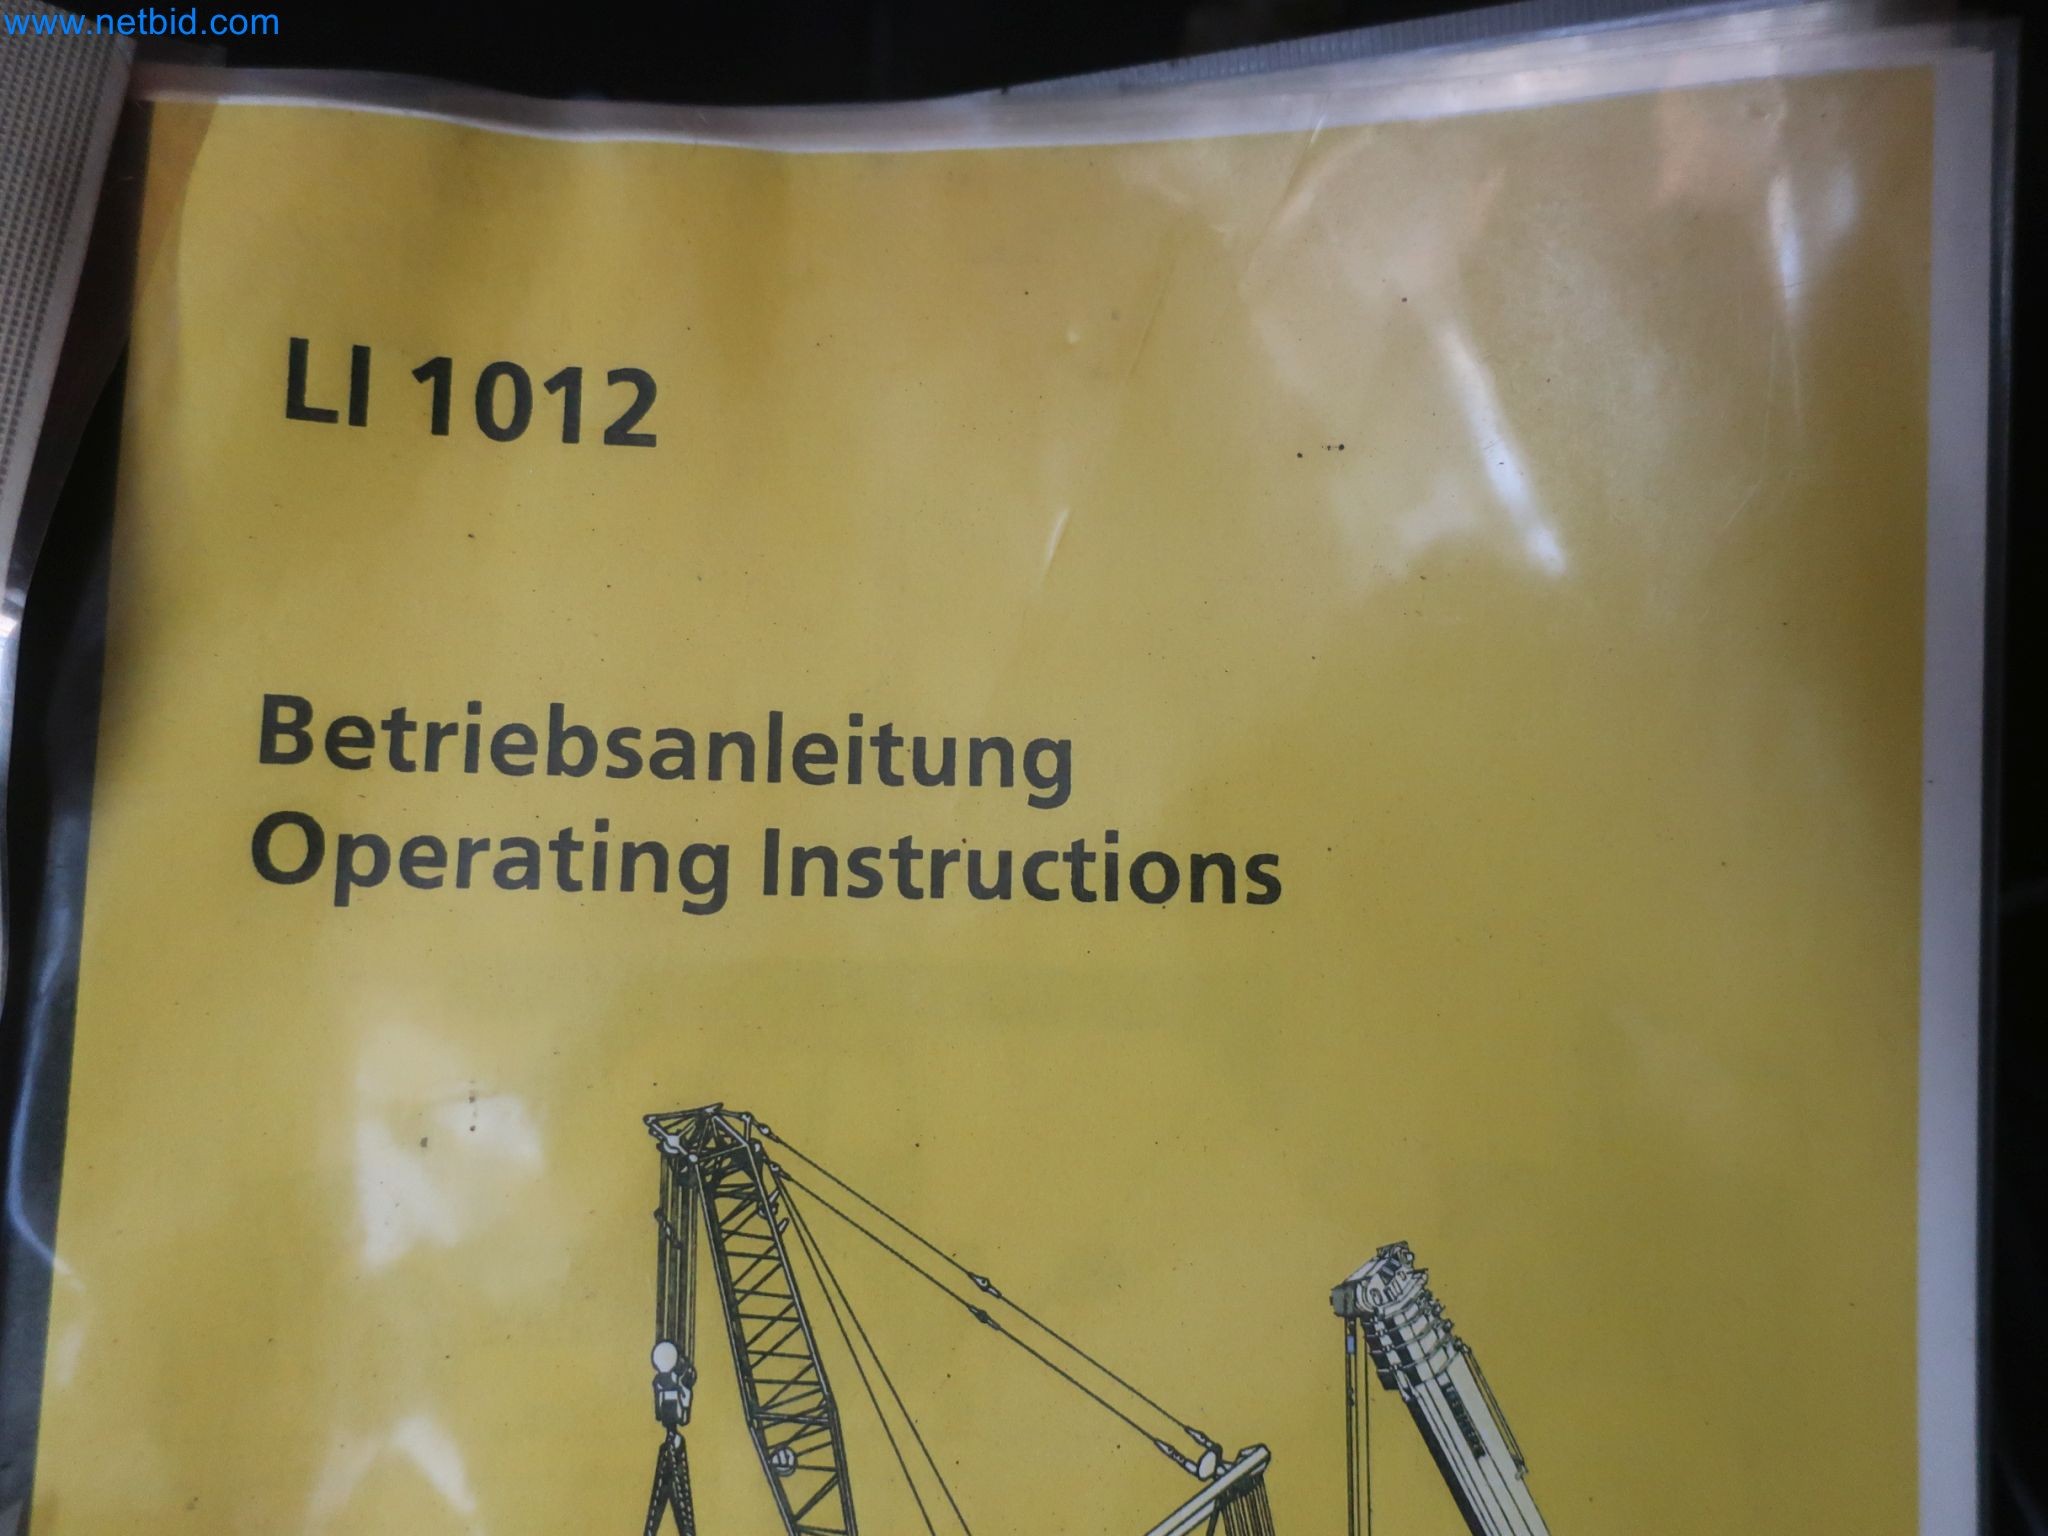 www.netbid.com
LI 1012
Betriebsanleitung
Operating Instructions